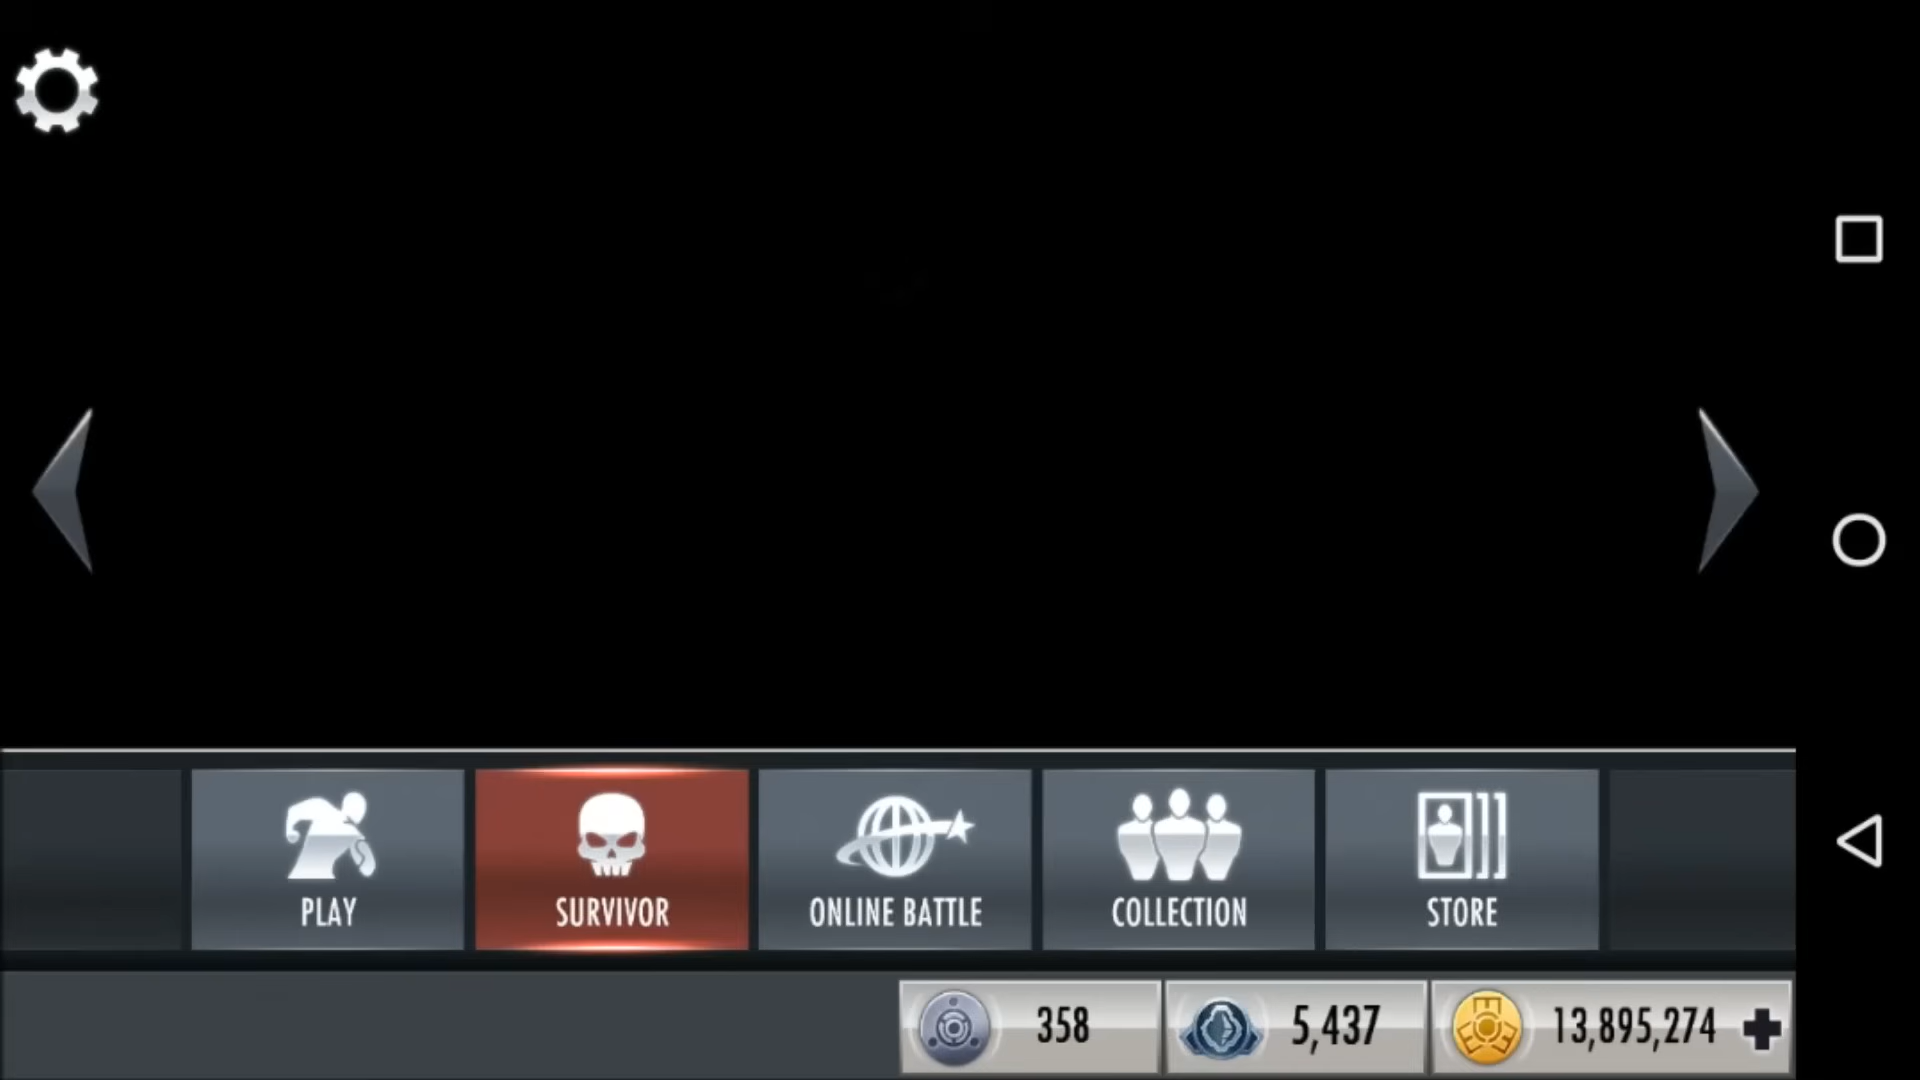 PLAY
SURVIVOR
ONLINE BATTLE
COLLECTION
STORE
358
5,437
13,895,274